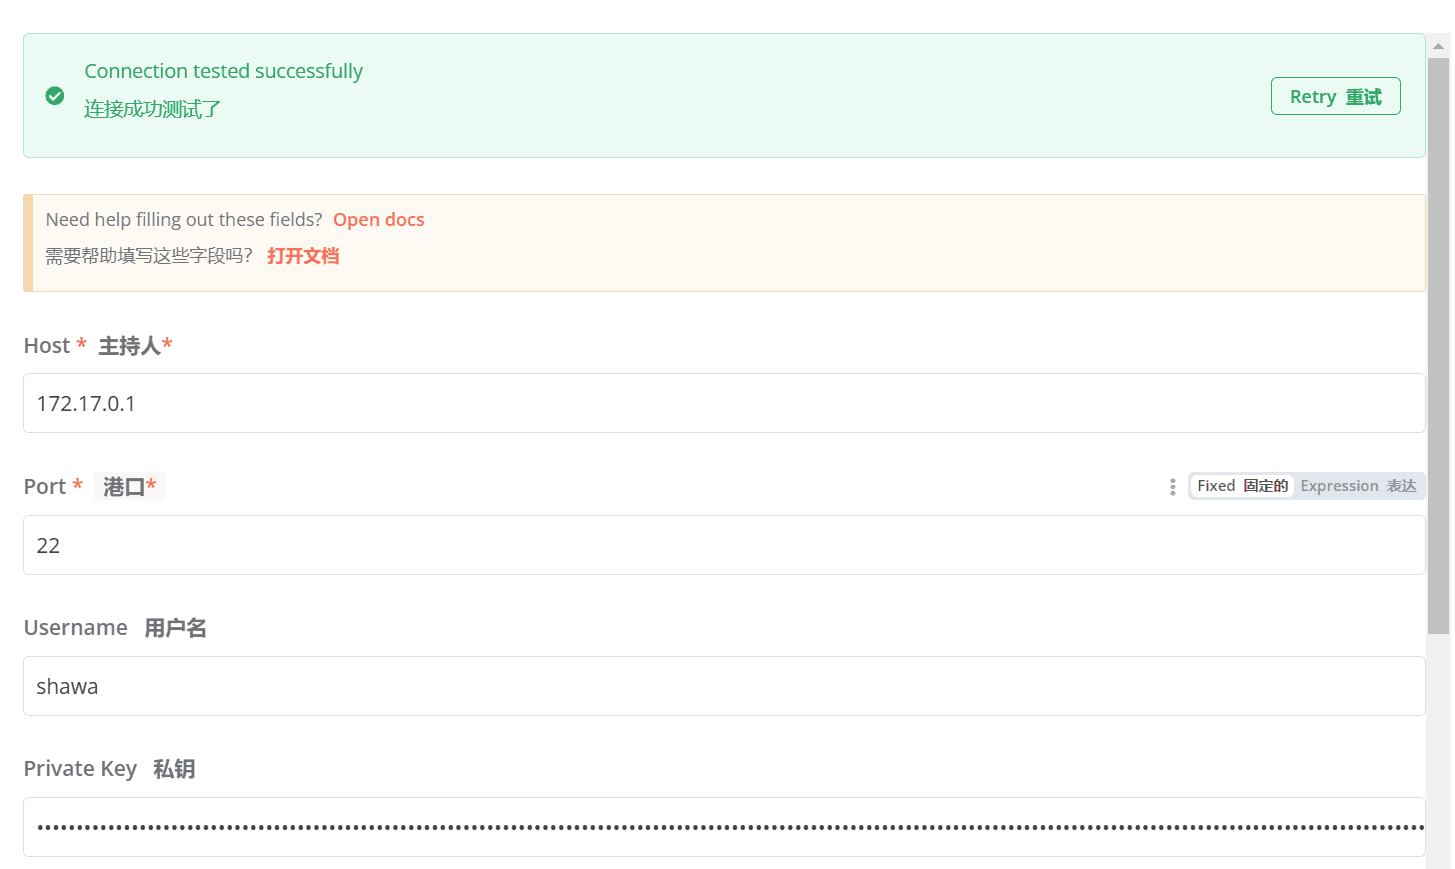 Connection tested successfully
连接成功测试了
Retry 重试
Need help filling out these fields? Open docs
需要帮助填写这些字段吗？ 打开文档
Host * 主持人*
172.17.0.1
Port * 港口*
Fixed 固定的 Expression 表达
22
Username 用户名
shawa
Private Key 私钥